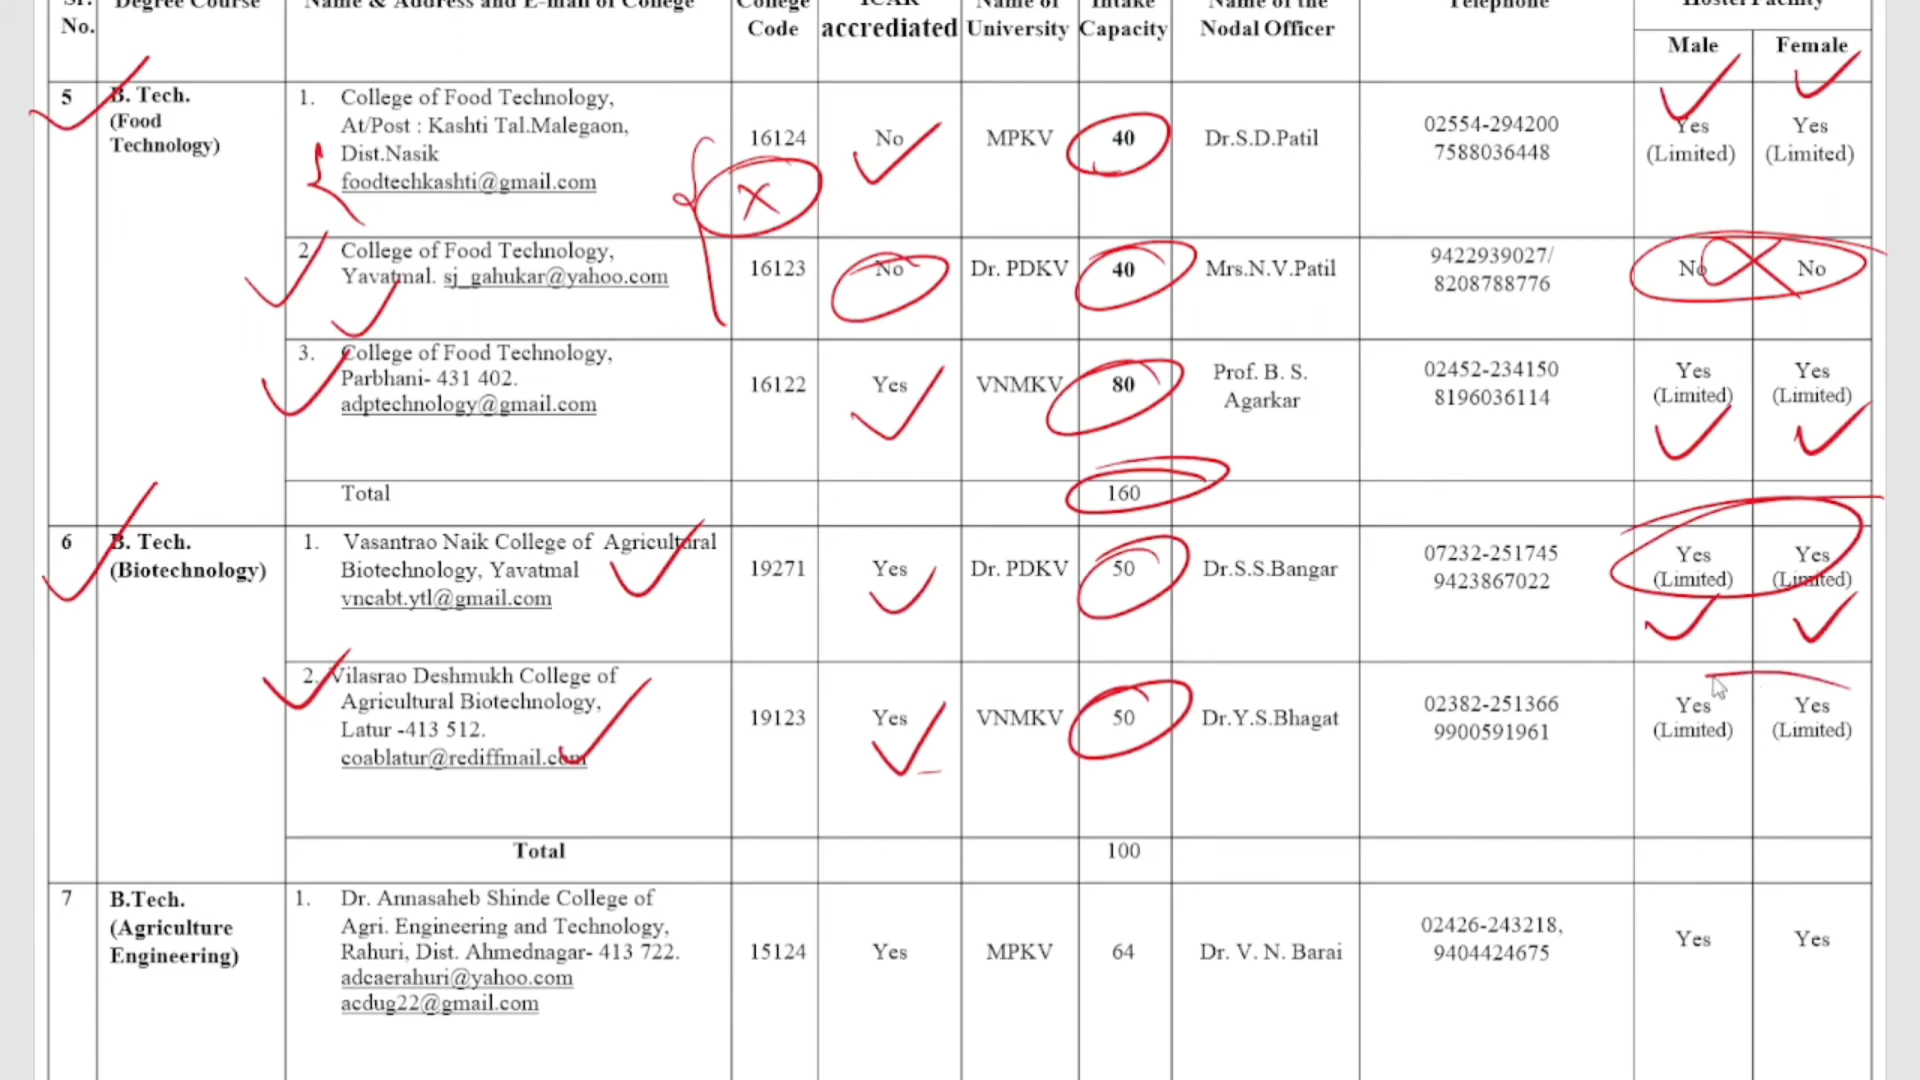 Sr. Degree Course Name & Address and E-mail of College College ICAR Name of Intake Name of the Telephone Hostel Facility
No. Code accrediated University Capacity Nodal Officer
Male Female
5 B. Tech.
(Food
Technology)
1. College of Food Technology,
At/Post : Kashti Tal.Malegaon,
Dist.Nasik
foodtechkashti@gmail.com
16124 No MPKV 40 Dr.S.D.Patil
02554-294200
7588036448
Yes
(Limited)
Yes
(Limited)
2. College of Food Technology,
Yavatmal. sj_gahukar@yahoo.com
16123 No Dr. PDKV 40 Mrs.N.V.Patil
9422939027/
8208788776
No No
3. College of Food Technology,
Parbhani- 431 402.
adptechnology@gmail.com
16122 Yes VNMKV 80
Prof. B. S.
Agarkar
02452-234150
8196036114
Yes
(Limited)
Yes
(Limited)
Total 160
6 B. Tech.
(Biotechnology)
1. Vasantrao Naik College of Agricultural
Biotechnology, Yavatmal
vncabt.ytl@gmail.com
19271 Yes Dr. PDKV 50 Dr.S.S.Bangar
07232-251745
9423867022
Yes
(Limited)
Yes
(Limited)
2. Vilasrao Deshmukh College of
Agricultural Biotechnology,
Latur -413 512.
coablatur@rediffmail.com
19123 Yes VNMKV 50 Dr.Y.S.Bhagat
02382-251366
9900591961
Yes
(Limited)
Yes
(Limited)
Total 100
7 B.Tech.
(Agriculture
Engineering)
1. Dr. Annasaheb Shinde College of
Agri. Engineering and Technology,
Rahuri, Dist. Ahmednagar- 413 722.
adcaerahuri@yahoo.com
acdug22@gmail.com
15124 Yes MPKV 64 Dr. V. N. Barai
02426-243218,
9404424675
Yes Yes